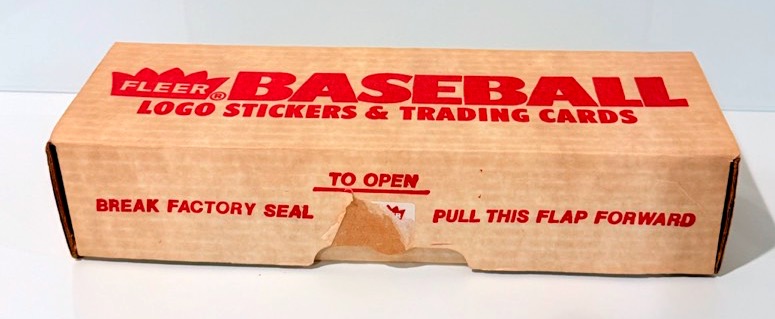 FLEER® BASEBALL
LOGO STICKERS & TRADING CARDS
TO OPEN
BREAK FACTORY SEAL PULL THIS FLAP FORWARD